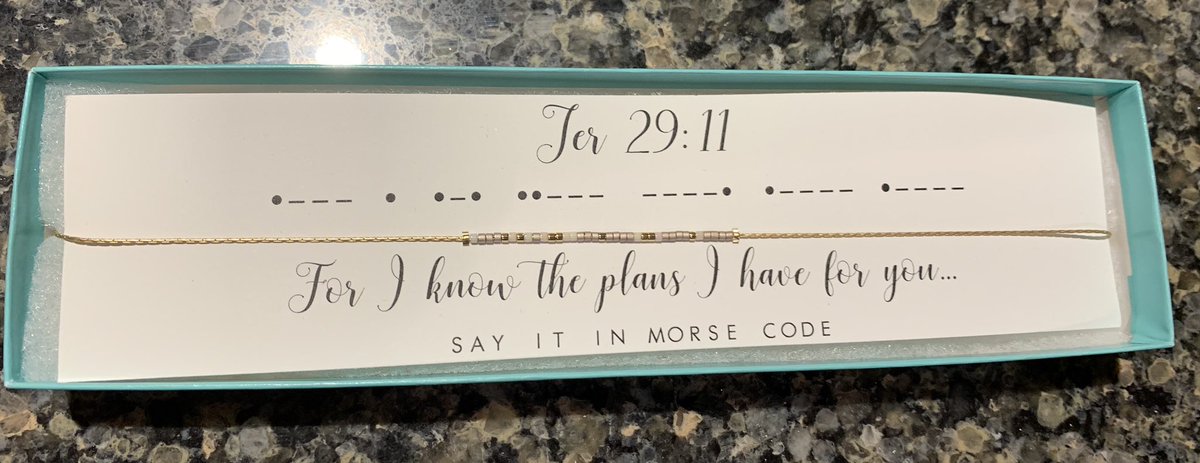 Jer 29:11
•--- • •-• ••--- ----• •---- •----
For I know the plans I have for you...
SAY IT IN MORSE CODE